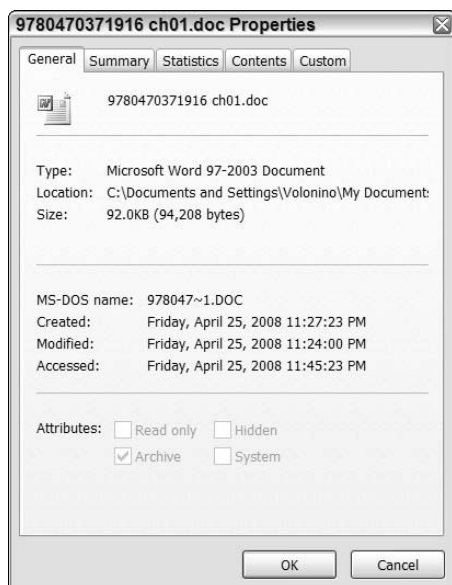 9780470371916 ch01.doc Properties
General Summary Statistics Contents Custom
9780470371916 ch01.doc
Type: Microsoft Word 97-2003 Document
Location: C:\Documents and Settings\Volonino\My Documents
Size: 92.0KB (94,208 bytes)
MS-DOS name: 978047~1.DOC
Created: Friday, April 25, 2008 11:27:23 PM
Modified: Friday, April 25, 2008 11:24:00 PM
Accessed: Friday, April 25, 2008 11:45:23 PM
Attributes: Read only Hidden
Archive System
OK Cancel